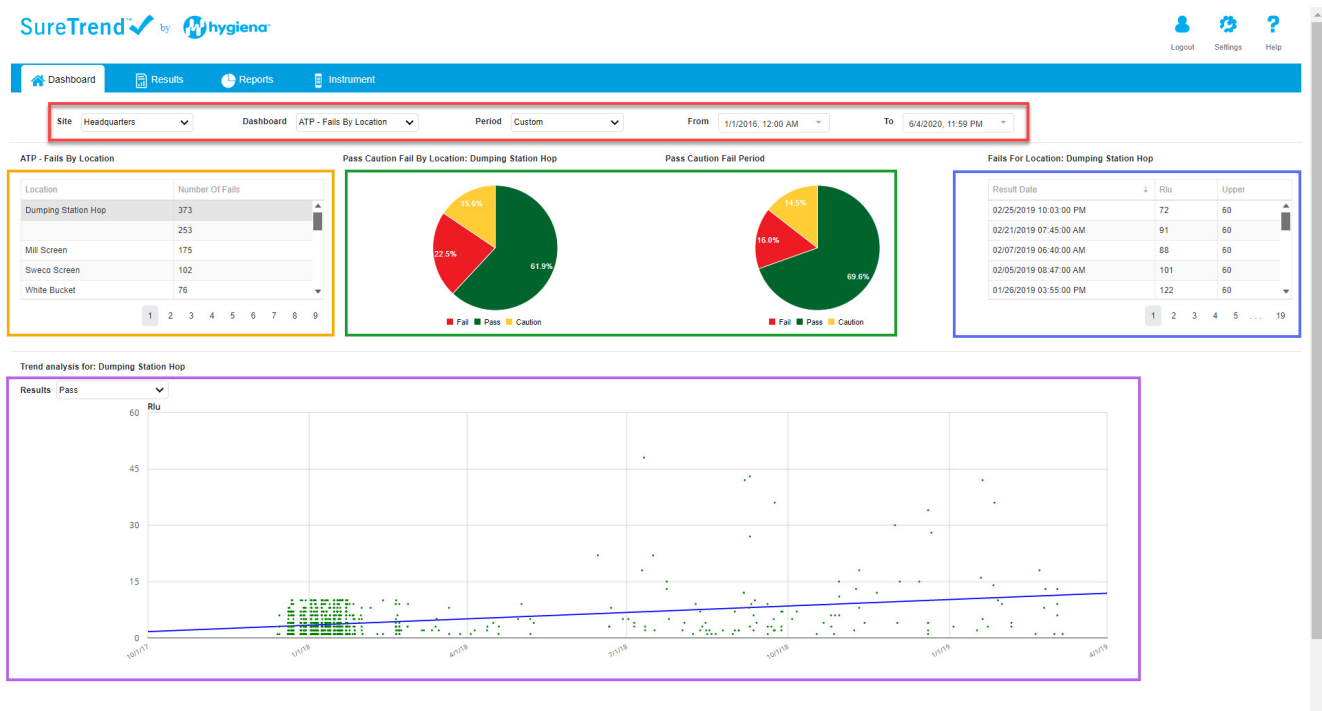 SureTrend™ by hygiena
Logout Settings Help
Dashboard Results Reports Instrument
Site Headquarters Dashboard ATP - Fails By Location Period Custom From 1/1/2016, 12:00 AM To 6/4/2020, 11:59 PM
ATP - Fails By Location
Location Number Of Fails
Dumping Station Hop 373
253
Mill Screen 175
Sweco Screen 102
White Bucket 76
1 2 3 4 5 6 7 8 9
Pass Caution Fail By Location: Dumping Station Hop
15.6%
22.5%
61.9%
Fail Pass Caution
Pass Caution Fail Period
14.5%
16.0%
69.6%
Fail Pass Caution
Fails For Location: Dumping Station Hop
Result Date ↓ Rlu Upper
02/25/2019 10:03:00 PM 72 60
02/21/2019 07:45:00 AM 91 60
02/07/2019 06:40:00 AM 88 60
02/05/2019 08:47:00 AM 101 60
01/26/2019 03:55:00 PM 122 60
1 2 3 4 5 ... 19
Trend analysis for: Dumping Station Hop
Results Pass
Rlu
60
45
30
15
0
10/1/17 1/1/18 4/1/18 7/1/18 10/1/18 1/1/19 4/1/19